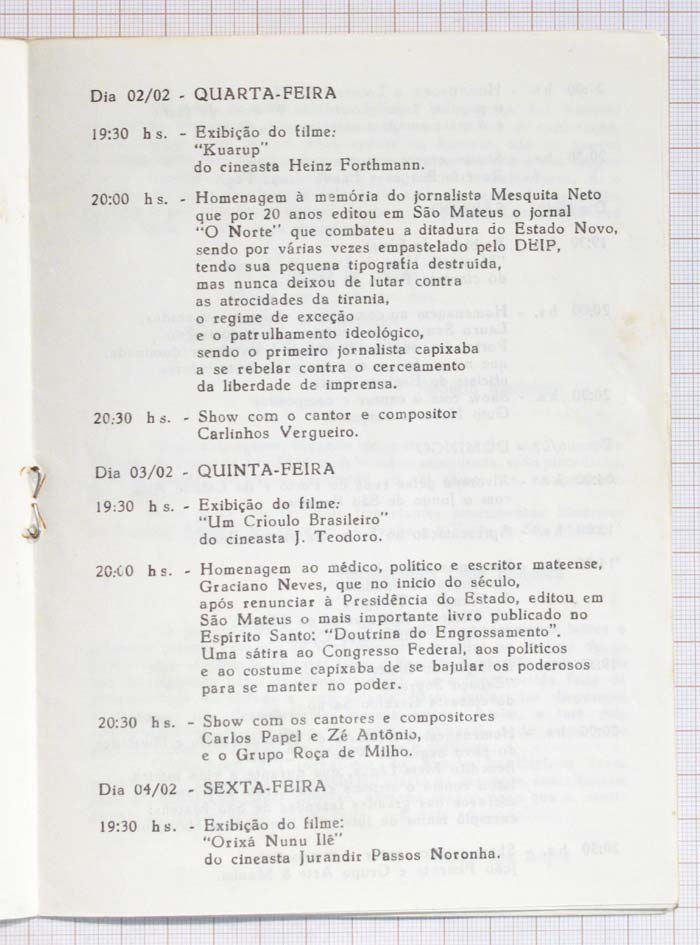 Dia 02/02 - QUARTA-FEIRA
19:30 hs. - Exibição do filme:
"Kuarup"
do cineasta Heinz Forthmann.
20:00 hs. - Homenagem à memória do jornalista Mesquita Neto
que por 20 anos editou em São Mateus o jornal
"O Norte" que combateu a ditadura do Estado Novo,
sendo por várias vezes empastelado pelo DEIP,
tendo sua pequena tipografia destruida,
mas nunca deixou de lutar contra
as atrocidades da tirania,
o regime de exceção
e o patrulhamento ideológico,
sendo o primeiro jornalista capixaba
a se rebelar contra o cerceamento
da liberdade de imprensa.
20:30 hs. - Show com o cantor e compositor
Carlinhos Vergueiro.
Dia 03/02 - QUINTA-FEIRA
19:30 hs. - Exibição do filme:
"Um Crioulo Brasileiro"
do cineasta J. Teodoro.
20:00 hs. - Homenagem ao médico, político e escritor mateense,
Graciano Neves, que no inicio do século,
após renunciar à Presidência do Estado, editou em
São Mateus o mais importante livro publicado no
Espírito Santo: "Doutrina do Engrossamento".
Uma sátira ao Congresso Federal, aos políticos
e ao costume capixaba de se bajular os poderosos
para se manter no poder.
20:30 hs. - Show com os cantores e compositores
Carlos Papel e Zé Antônio,
e o Grupo Roça de Milho.
Dia 04/02 - SEXTA-FEIRA
19:30 hs. - Exibição do filme:
"Orixá Nunu Ilê"
do cineasta Jurandir Passos Noronha.